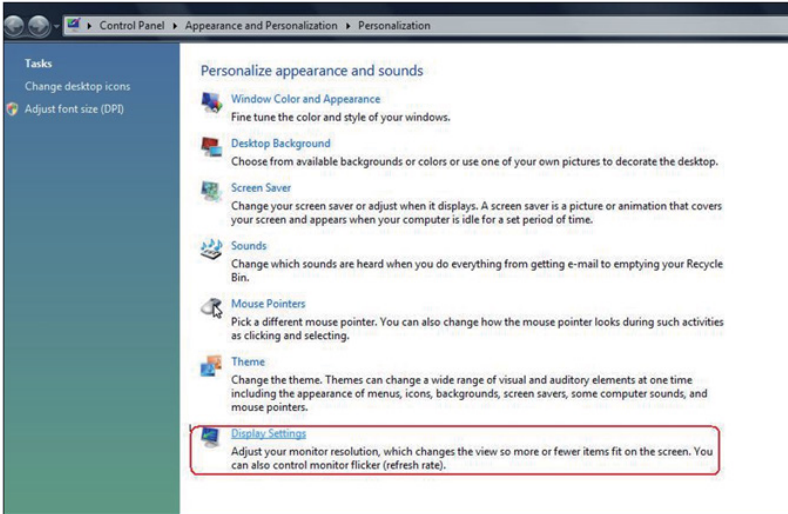 Control Panel ▸ Appearance and Personalization ▸ Personalization
Tasks
Change desktop icons
Adjust font size (DPI)
Personalize appearance and sounds
Window Color and Appearance
Fine tune the color and style of your windows.
Desktop Background
Choose from available backgrounds or colors or use one of your own pictures to decorate the desktop.
Screen Saver
Change your screen saver or adjust when it displays. A screen saver is a picture or animation that covers
your screen and appears when your computer is idle for a set period of time.
Sounds
Change which sounds are heard when you do everything from getting e-mail to emptying your Recycle
Bin.
Mouse Pointers
Pick a different mouse pointer. You can also change how the mouse pointer looks during such activities
as clicking and selecting.
Theme
Change the theme. Themes can change a wide range of visual and auditory elements at one time
including the appearance of menus, icons, backgrounds, screen savers, some computer sounds, and
mouse pointers.
Display Settings
Adjust your monitor resolution, which changes the view so more or fewer items fit on the screen. You
can also control monitor flicker (refresh rate).